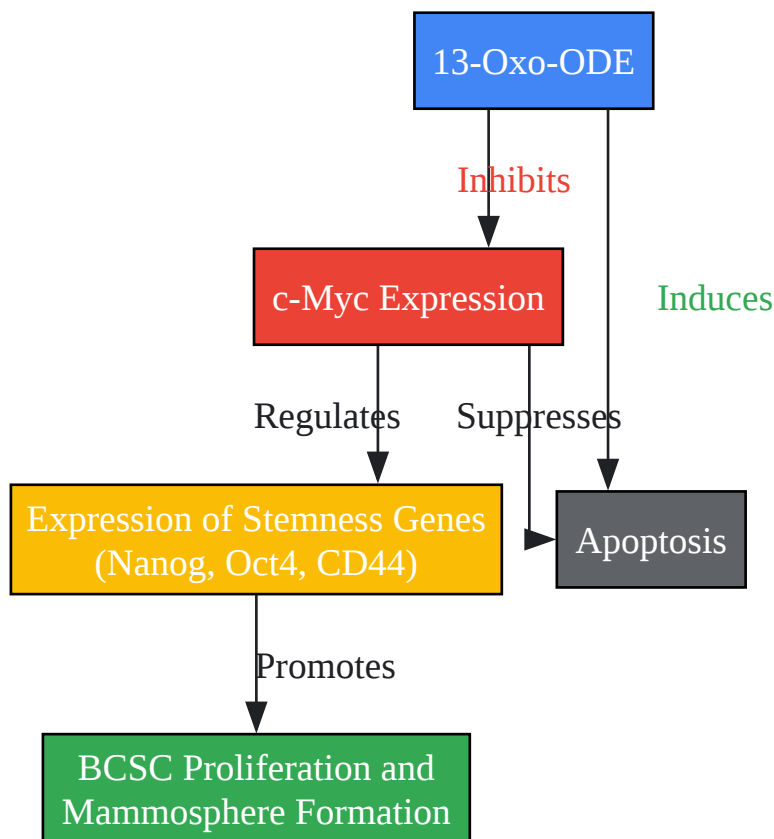 13-Oxo-ODE
Inhibits
c-Myc Expression
Induces
Regulates
Suppresses
Expression of Stemness Genes
(Nanog, Oct4, CD44)
Apoptosis
Promotes
BCSC Proliferation and
Mammosphere Formation